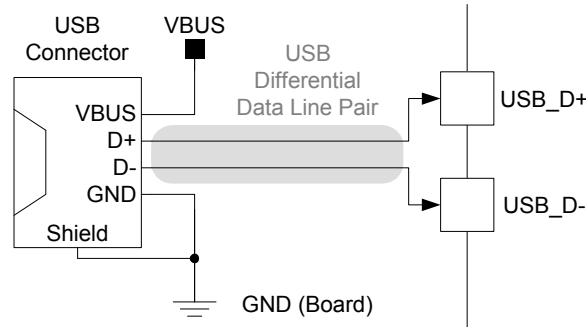 USB
Connector
VBUS
USB
Differential
Data Line Pair
VBUS
D+
D-
GND
Shield
USB_D+
USB_D-
GND (Board)